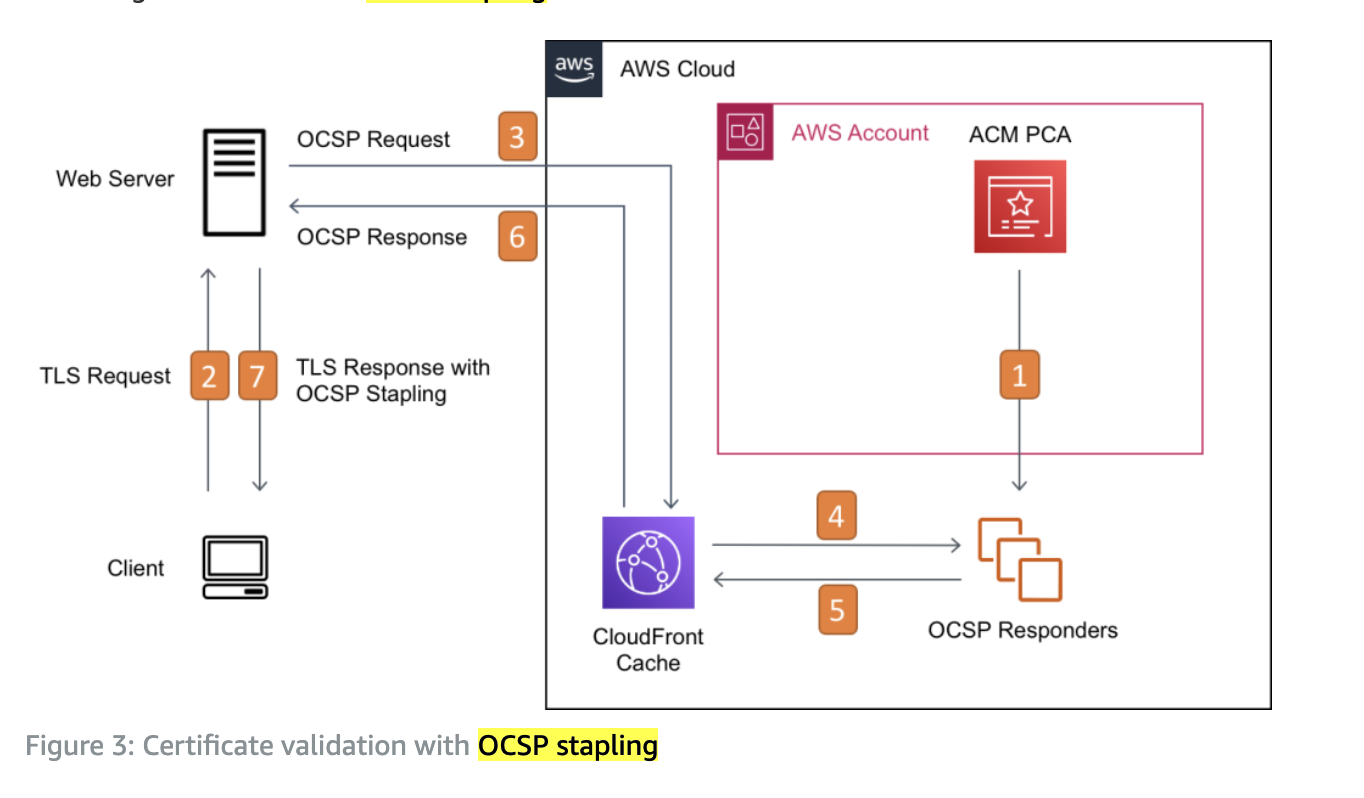 aws
AWS Cloud
AWS Account
ACM PCA
OCSP Request
3
Web Server
OCSP Response
6
TLS Request
2
7
TLS Response with
OCSP Stapling
1
Client
4
5
CloudFront
Cache
OCSP Responders
Figure 3: Certificate validation with OCSP stapling